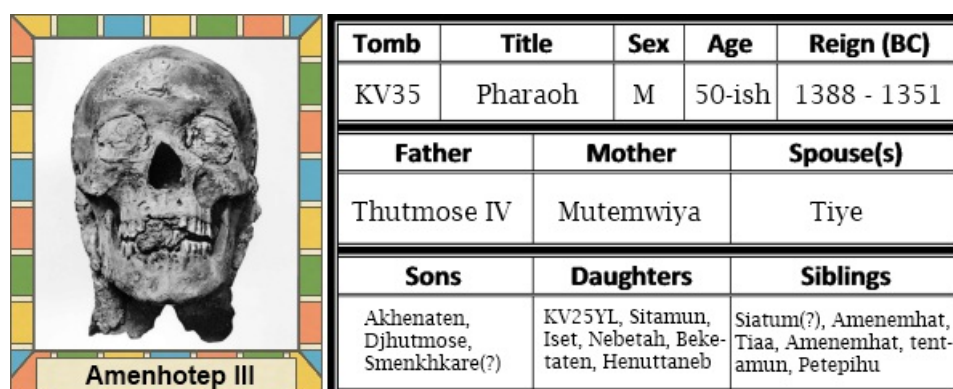 Tomb Title Sex Age Reign (BC)
KV35 Pharaoh M 50-ish 1388 - 1351
Father Mother Spouse(s)
Thutmose IV Mutemwiya Tiye
Sons Daughters Siblings
Akhenaten,
Djhutmose,
Smenkhkare(?)
KV25YL, Sitamun,
Iset, Nebetah, Beke-
taten, Henuttaneb
Siatum(?), Amenemhat,
Tiaa, Amenemhat, tent-
amun, Petepihu
Amenhotep III